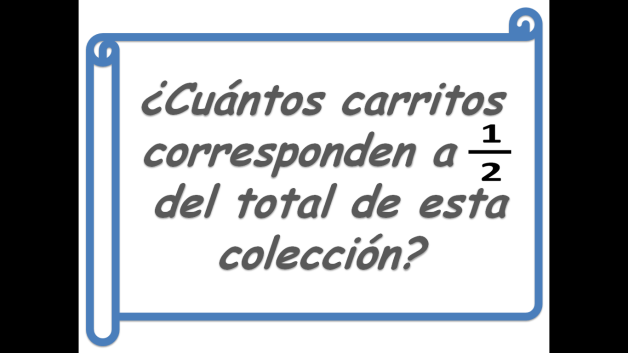 ¿Cuántos carritos
corresponden a 1/2
del total de esta
colección?